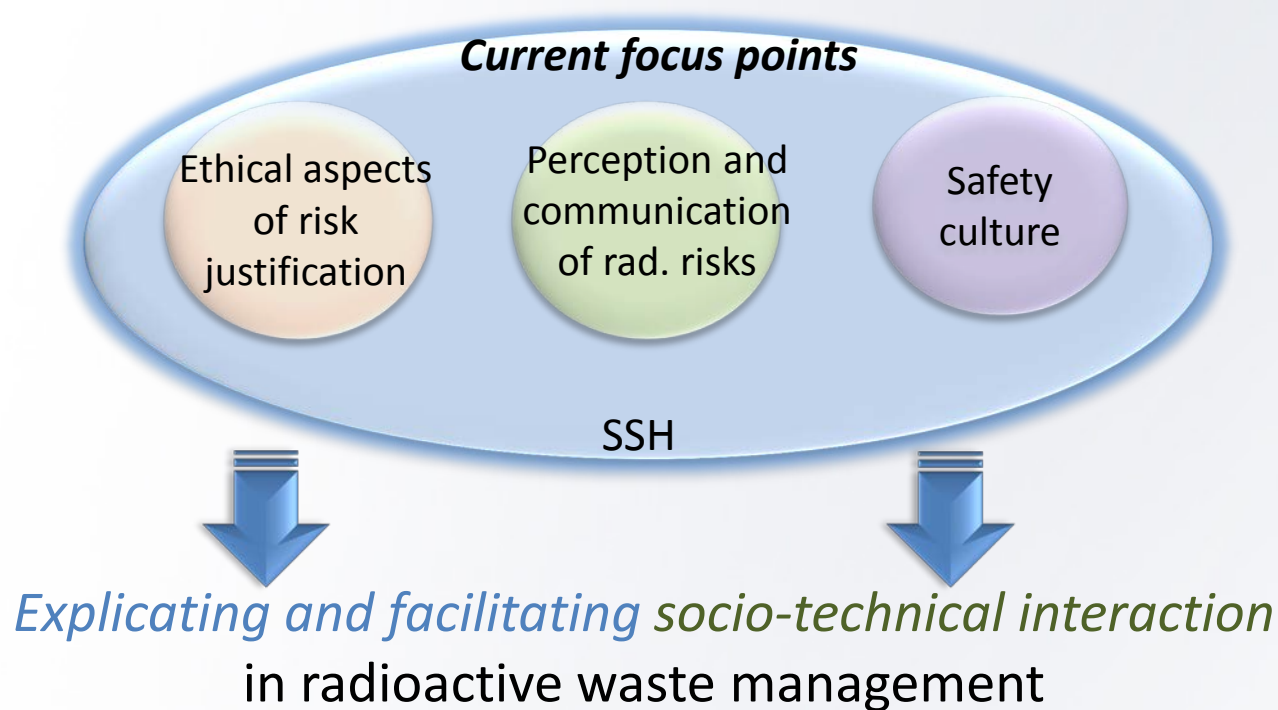 Current focus points
Ethical aspects
of risk
justification
Perception and
communication
of rad. risks
Safety
culture
SSH
Explicating and facilitating socio-technical interaction
in radioactive waste management